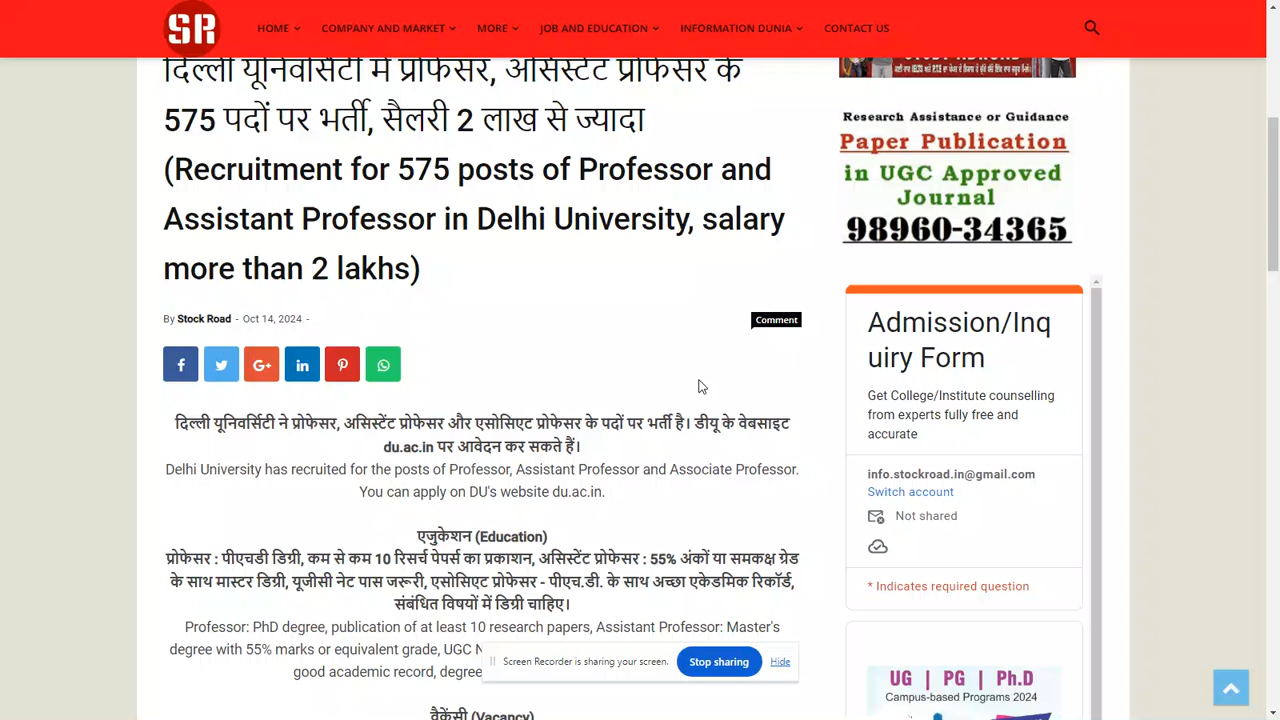 SR
HOME
COMPANY AND MARKET
MORE
JOB AND EDUCATION
INFORMATION DUNIA
CONTACT US
दिल्ली यूनिवर्सिटी में प्रोफेसर, असिस्टेंट प्रोफेसर के
575 पदों पर भर्ती, सैलरी 2 लाख से ज्यादा
(Recruitment for 575 posts of Professor and
Assistant Professor in Delhi University, salary
more than 2 lakhs)
By Stock Road - Oct 14, 2024 -
Comment
दिल्ली यूनिवर्सिटी ने प्रोफेसर, असिस्टेंट प्रोफेसर और एसोसिएट प्रोफेसर के पदों पर भर्ती है। डीयू के वेबसाइट
du.ac.in पर आवेदन कर सकते हैं।
Delhi University has recruited for the posts of Professor, Assistant Professor and Associate Professor.
You can apply on DU's website du.ac.in.
एजुकेशन (Education)
प्रोफेसर : पीएचडी डिग्री, कम से कम 10 रिसर्च पेपर्स का प्रकाशन, असिस्टेंट प्रोफेसर : 55% अंकों या समकक्ष ग्रेड
के साथ मास्टर डिग्री, यूजीसी नेट पास जरूरी, एसोसिएट प्रोफेसर - पीएच.डी. के साथ अच्छा एकेडमिक रिकॉर्ड,
संबंधित विषयों में डिग्री चाहिए।
Professor: PhD degree, publication of at least 10 research papers, Assistant Professor: Master's
degree with 55% marks or equivalent grade, UGC N
good academic record, degree
वैकेंसी (Vacancy)
Screen Recorder is sharing your screen.
Stop sharing
Hide
Research Assistance or Guidance
Paper Publication
in UGC Approved
Journal
98960-34365
Admission/Inq
uiry Form
Get College/Institute counselling
from experts fully free and
accurate
info.stockroad.in@gmail.com
Switch account
Not shared
* Indicates required question
UG | PG | Ph.D
Campus-based Programs 2024